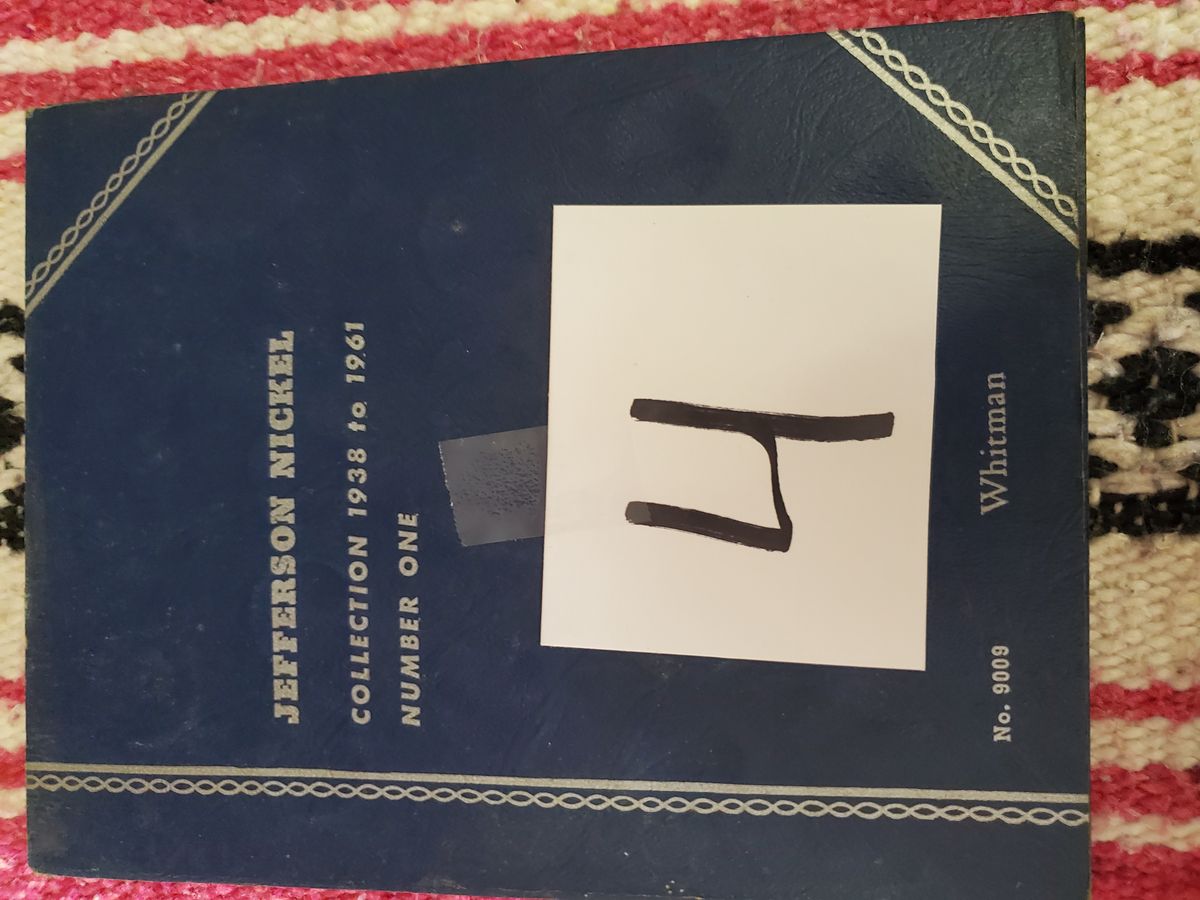 JEFFERSON NICKEL
COLLECTION 1938 to 1961
NUMBER ONE
4
No. 9009 Whitman